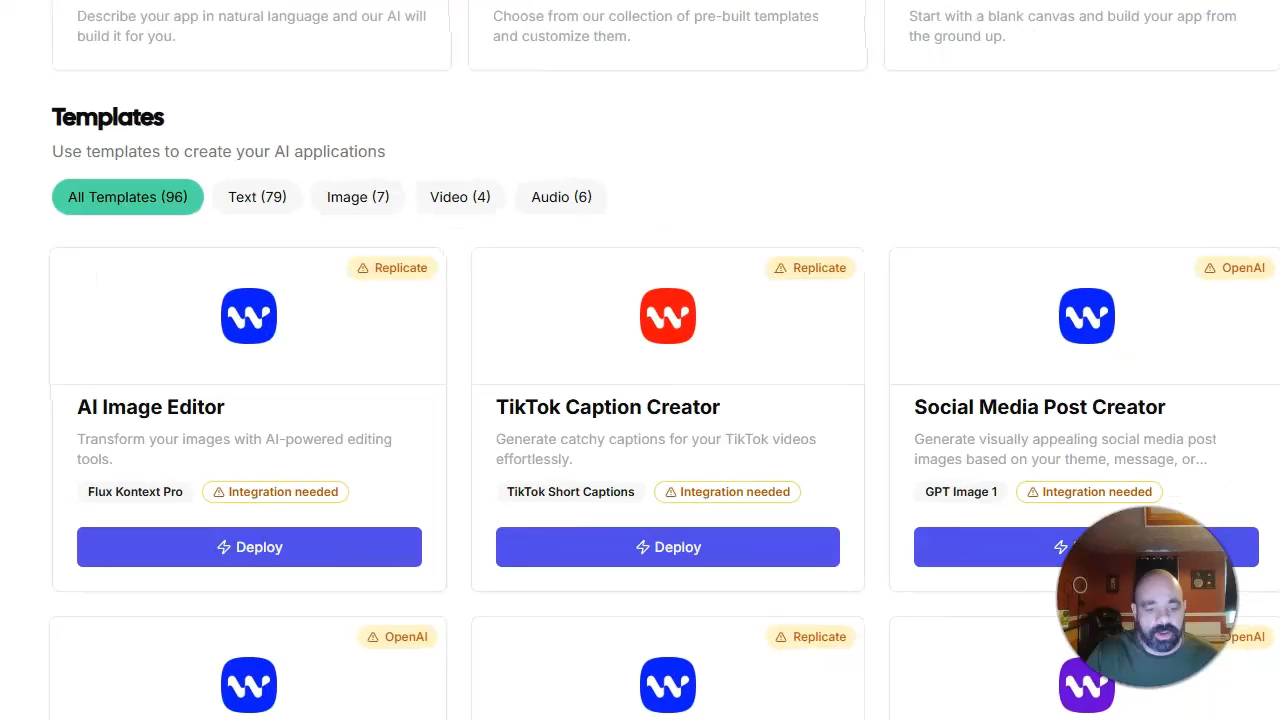 Describe your app in natural language and our AI will
build it for you.
Choose from our collection of pre-built templates
and customize them.
Start with a blank canvas and build your app from
the ground up.
Templates
Use templates to create your AI applications
All Templates (96)
Text (79)
Image (7)
Video (4)
Audio (6)
Replicate
AI Image Editor
Transform your images with AI-powered editing
tools.
Flux Kontext Pro
Integration needed
Deploy
Replicate
TikTok Caption Creator
Generate catchy captions for your TikTok videos
effortlessly.
TikTok Short Captions
Integration needed
Deploy
OpenAI
Social Media Post Creator
Generate visually appealing social media post
images based on your theme, message, or...
GPT Image 1
Integration needed
OpenAI
Replicate